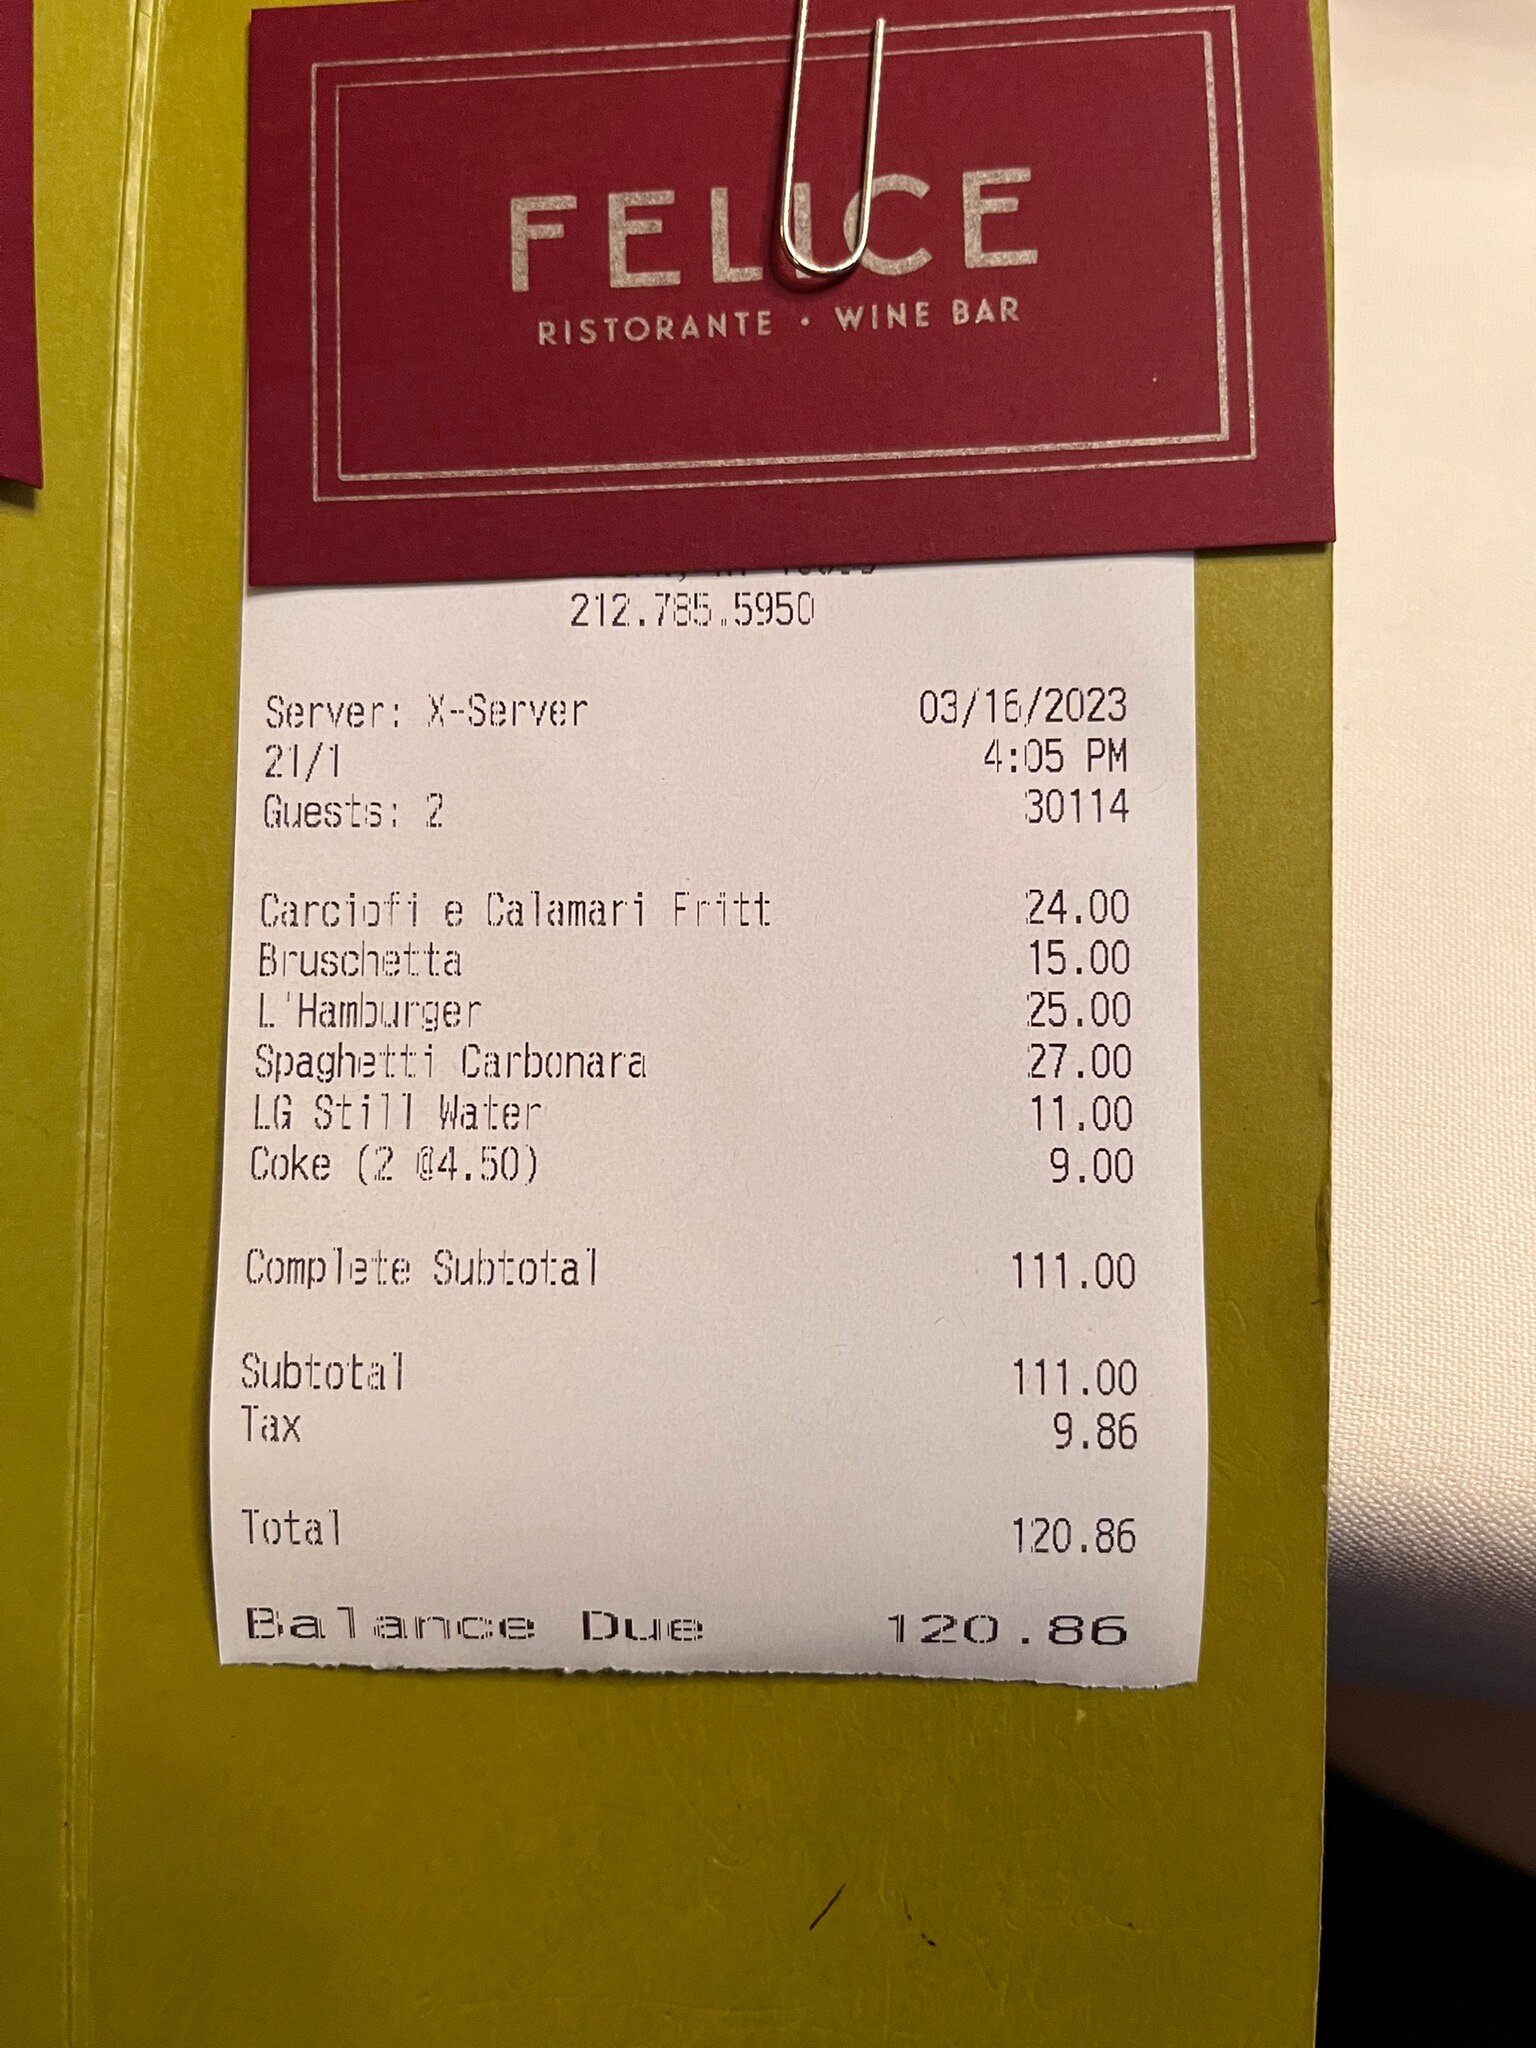 FELICE
RISTORANTE • WINE BAR
212.785.5950
Server: X-Server 03/16/2023
21/1 4:05 PM
Guests: 2 30114
Carciofi e Calamari Fritt 24.00
Bruschetta 15.00
L'Hamburger 25.00
Spaghetti Carbonara 27.00
LG Still Water 11.00
Coke (2 @4.50) 9.00
Complete Subtotal 111.00
Subtotal 111.00
Tax 9.86
Total 120.86
Balance Due 120.86